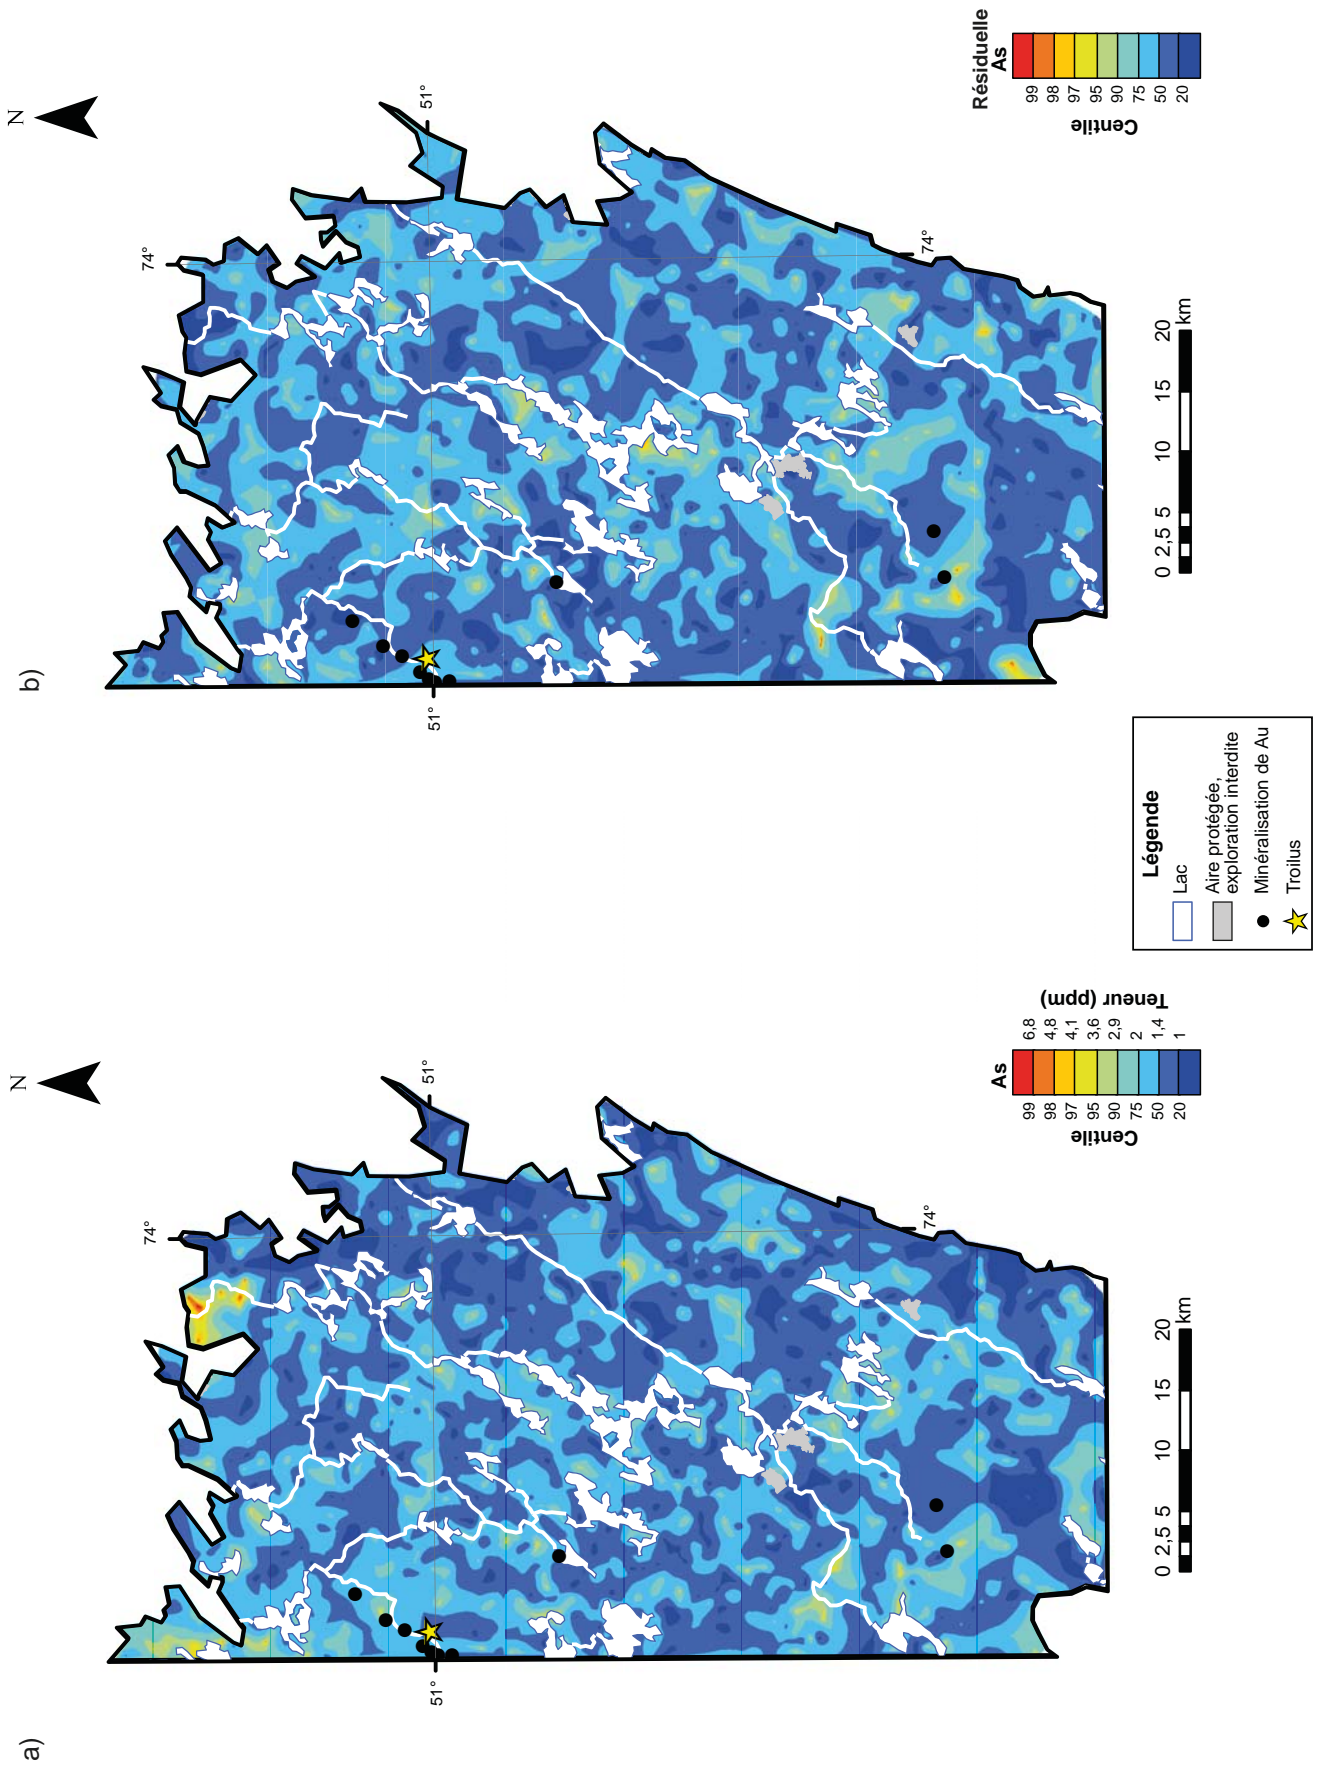 a)
N
74°
51°
51°
74°
As
Centile
Teneur (ppm)
99 6,8
98 4,8
97 4,1
95 3,6
90 2,9
75 2
50 1,4
20 1
0 2,5 5 10 15 20 km
b)
N
74°
51°
51°
74°
Résiduelle
As
Centile
99
98
97
95
90
75
50
20
0 2,5 5 10 15 20 km
Légende
Lac
Aire protégée,
exploration interdite
Minéralisation de Au
Troilus